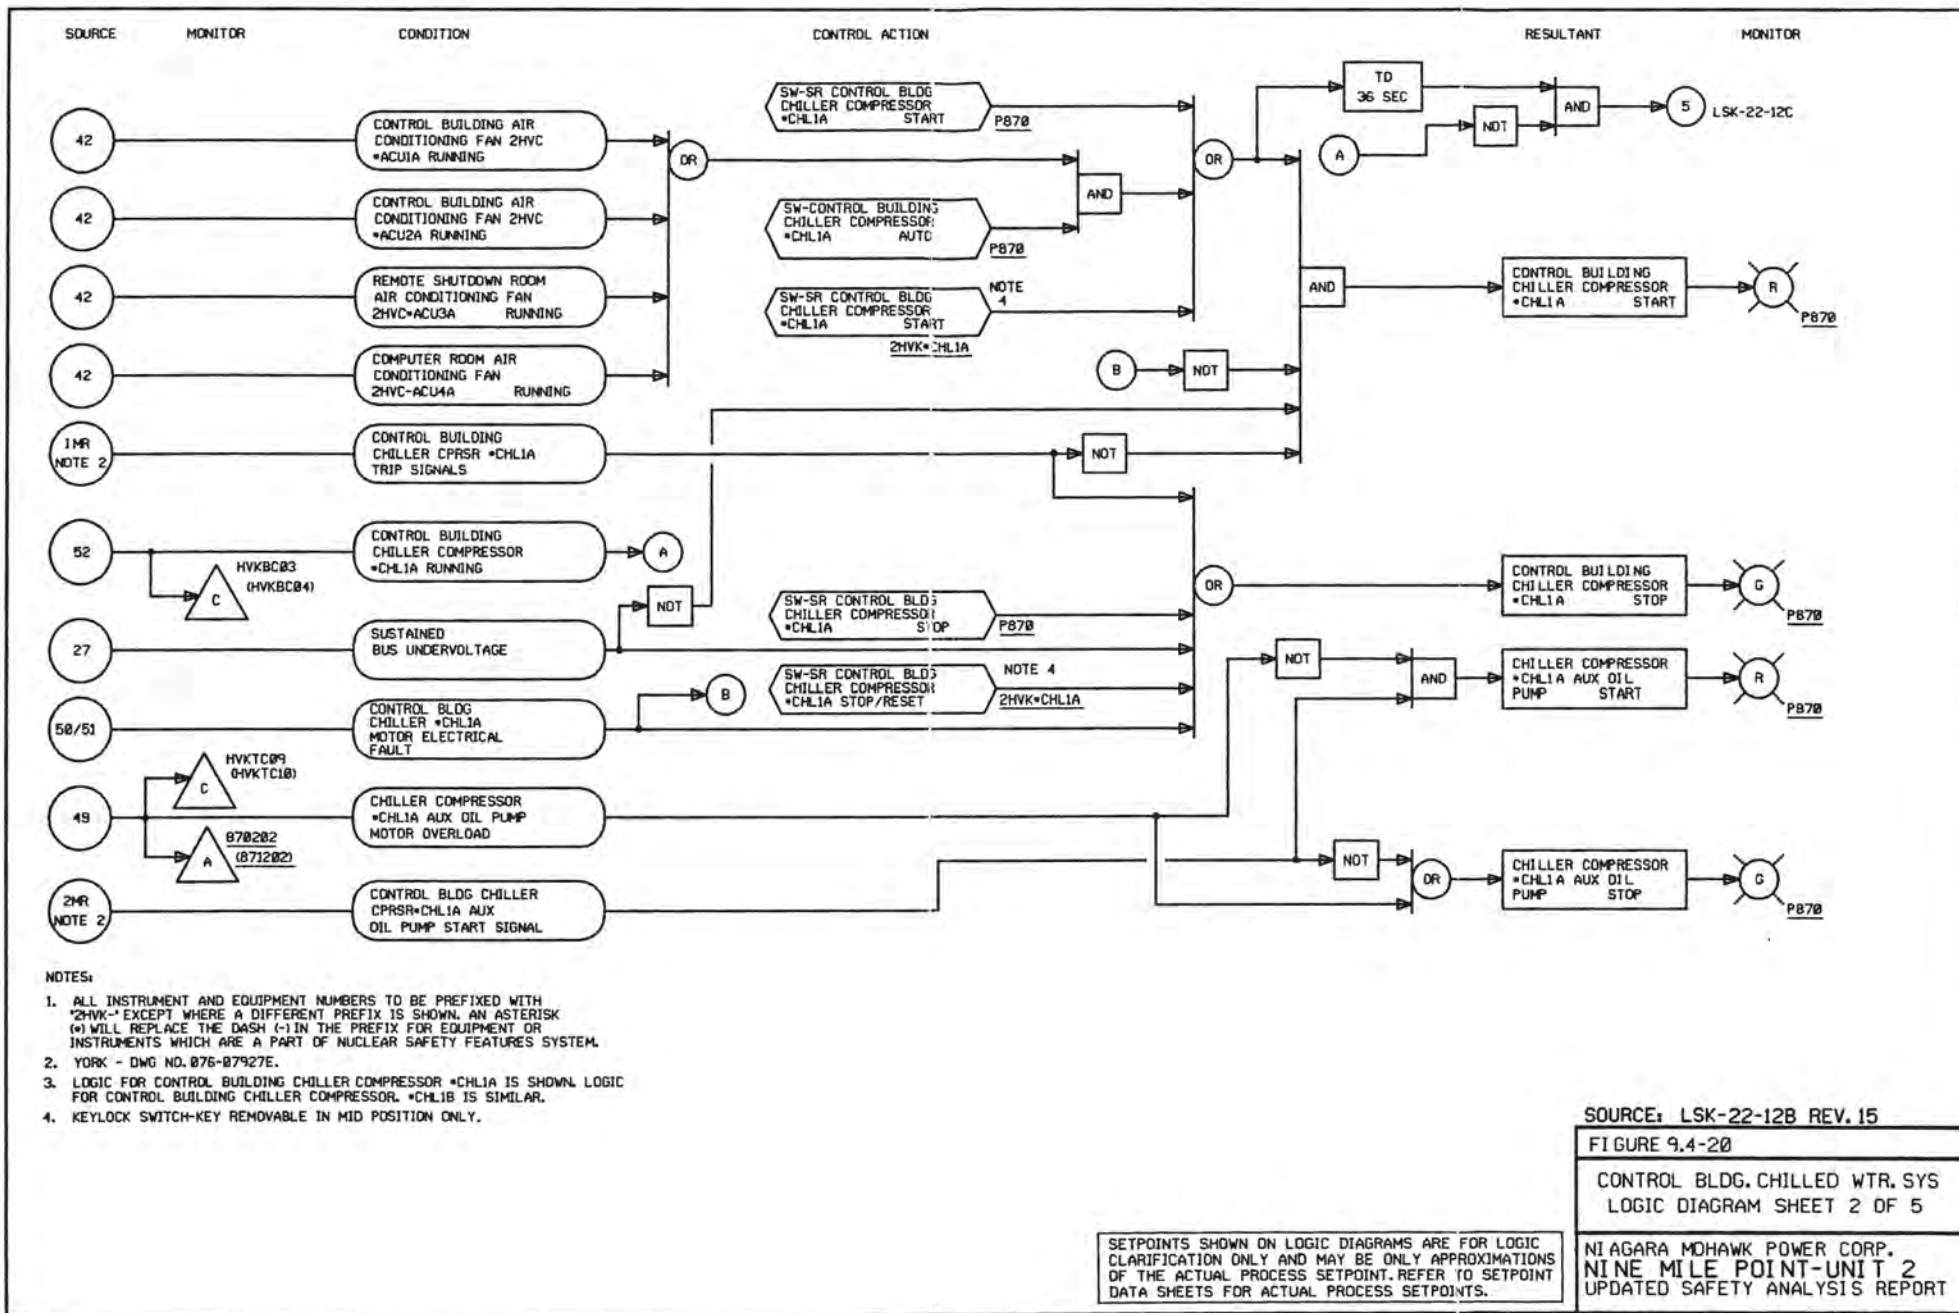 SOURCE MONITOR CONDITION CONTROL ACTION RESULTANT MONITOR
42
CONTROL BUILDING AIR
CONDITIONING FAN 2HVC
*ACU1A RUNNING
42
CONTROL BUILDING AIR
CONDITIONING FAN 2HVC
*ACU2A RUNNING
42
REMOTE SHUTDOWN ROOM
AIR CONDITIONING FAN
2HVC*ACU3A RUNNING
42
COMPUTER ROOM AIR
CONDITIONING FAN
2HVC-ACU4A RUNNING
1MR
NOTE 2
CONTROL BUILDING
CHILLER CPRSR *CHL1A
TRIP SIGNALS
52
HVKBC03
(HVKBC04)
C
CONTROL BUILDING
CHILLER COMPRESSOR
*CHL1A RUNNING
A
27
SUSTAINED
BUS UNDERVOLTAGE
NOT
50/51
CONTROL BLDG
CHILLER *CHL1A
MOTOR ELECTRICAL
FAULT
B
HVKTC09
(HVKTC10)
C
49
870202
(871202)
A
CHILLER COMPRESSOR
*CHL1A AUX OIL PUMP
MOTOR OVERLOAD
2MR
NOTE 2
CONTROL BLDG CHILLER
CPRSR*CHL1A AUX
OIL PUMP START SIGNAL
OR
SW-SR CONTROL BLDG
CHILLER COMPRESSOR
*CHL1A START
P870
SW-CONTROL BUILDING
CHILLER COMPRESSOR
*CHL1A AUTO
P870
AND
SW-SR CONTROL BLDG
CHILLER COMPRESSOR
*CHL1A START
NOTE
4
2HVK*CHL1A
B
NOT
NOT
SW-SR CONTROL BLDG
CHILLER COMPRESSOR
*CHL1A STOP
P870
SW-SR CONTROL BLDG
CHILLER COMPRESSOR
*CHL1A STOP/RESET
NOTE 4
2HVK*CHL1A
OR
TD
36 SEC
A
NOT
AND
5
LSK-22-12C
AND
CONTROL BUILDING
CHILLER COMPRESSOR
*CHL1A START
R
P870
OR
CONTROL BUILDING
CHILLER COMPRESSOR
*CHL1A STOP
G
P870
NOT
AND
CHILLER COMPRESSOR
*CHL1A AUX OIL
PUMP START
R
P870
NOT
OR
CHILLER COMPRESSOR
*CHL1A AUX OIL
PUMP STOP
G
P870
NOTES:
1. ALL INSTRUMENT AND EQUIPMENT NUMBERS TO BE PREFIXED WITH
"2HVK-" EXCEPT WHERE A DIFFERENT PREFIX IS SHOWN. AN ASTERISK
(*) WILL REPLACE THE DASH (-) IN THE PREFIX FOR EQUIPMENT OR
INSTRUMENTS WHICH ARE A PART OF NUCLEAR SAFETY FEATURES SYSTEM.
2. YORK - DWG NO. 076-07927E.
3. LOGIC FOR CONTROL BUILDING CHILLER COMPRESSOR *CHL1A IS SHOWN. LOGIC
FOR CONTROL BUILDING CHILLER COMPRESSOR. *CHL1B IS SIMILAR.
4. KEYLOCK SWITCH-KEY REMOVABLE IN MID POSITION ONLY.
SETPOINTS SHOWN ON LOGIC DIAGRAMS ARE FOR LOGIC
CLARIFICATION ONLY AND MAY BE ONLY APPROXIMATIONS
OF THE ACTUAL PROCESS SETPOINT. REFER TO SETPOINT
DATA SHEETS FOR ACTUAL PROCESS SETPOINTS.
SOURCE: LSK-22-12B REV. 15
FIGURE 9.4-20
CONTROL BLDG. CHILLED WTR. SYS
LOGIC DIAGRAM SHEET 2 OF 5
NIAGARA MOHAWK POWER CORP.
NINE MILE POINT-UNIT 2
UPDATED SAFETY ANALYSIS REPORT